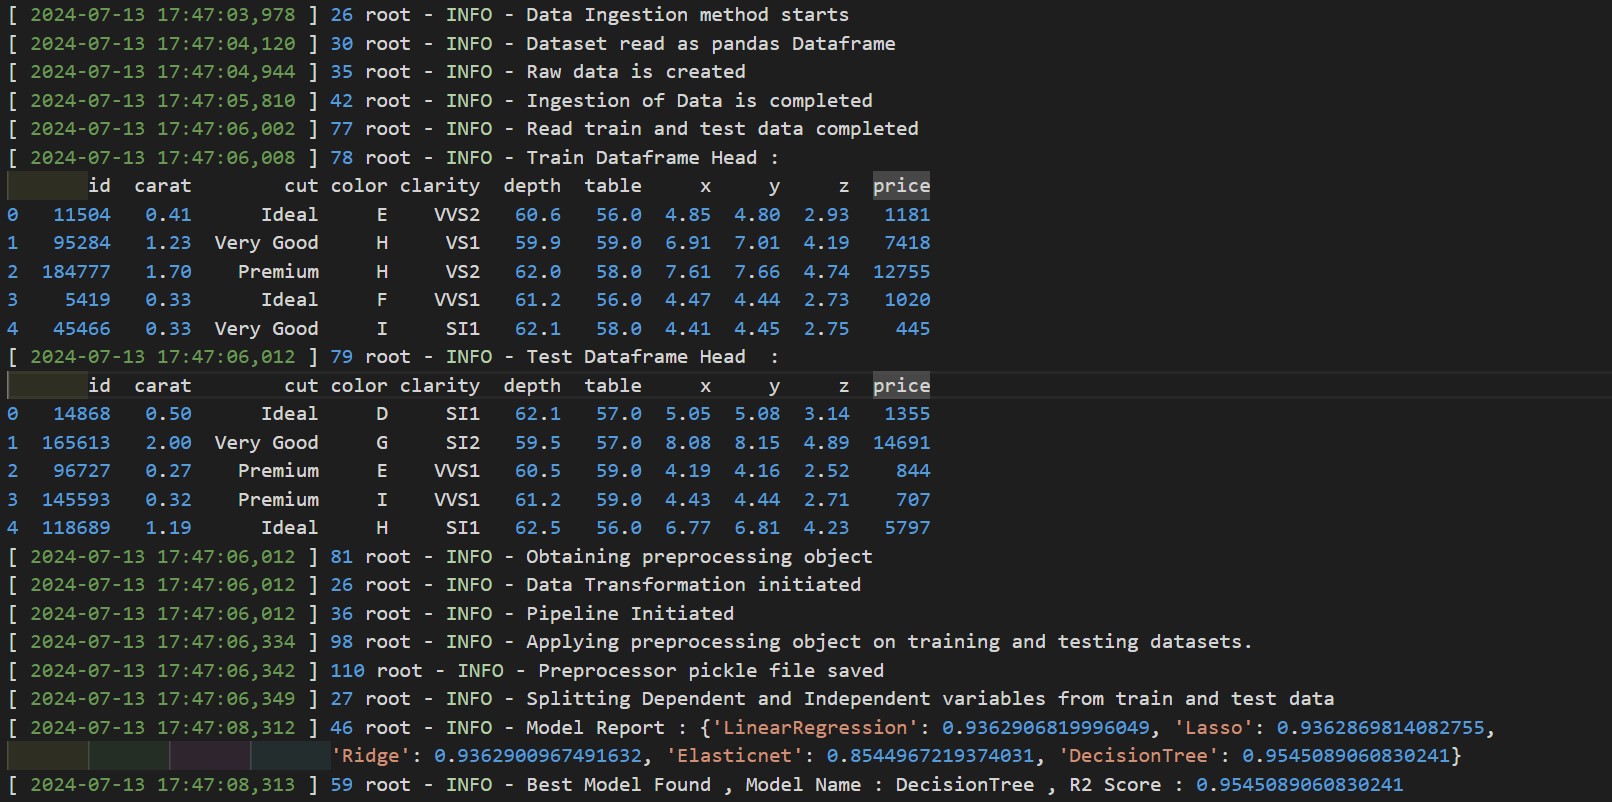 [ 2024-07-13 17:47:03,978 ] 26 root - INFO - Data Ingestion method starts
[ 2024-07-13 17:47:04,120 ] 30 root - INFO - Dataset read as pandas Dataframe
[ 2024-07-13 17:47:04,944 ] 35 root - INFO - Raw data is created
[ 2024-07-13 17:47:05,810 ] 42 root - INFO - Ingestion of Data is completed
[ 2024-07-13 17:47:06,002 ] 77 root - INFO - Read train and test data completed
[ 2024-07-13 17:47:06,008 ] 78 root - INFO - Train Dataframe Head :
       id  carat        cut color clarity  depth  table     x     y     z  price
0   11504   0.41      Ideal     E    VVS2   60.6   56.0  4.85  4.80  2.93   1181
1   95284   1.23  Very Good     H     VS1   59.9   59.0  6.91  7.01  4.19   7418
2  184777   1.70    Premium     H     VS2   62.0   58.0  7.61  7.66  4.74  12755
3    5419   0.33      Ideal     F    VVS1   61.2   56.0  4.47  4.44  2.73   1020
4   45466   0.33  Very Good     I     SI1   62.1   58.0  4.41  4.45  2.75    445
[ 2024-07-13 17:47:06,012 ] 79 root - INFO - Test Dataframe Head  :
       id  carat        cut color clarity  depth  table     x     y     z  price
0   14868   0.50      Ideal     D     SI1   62.1   57.0  5.05  5.08  3.14   1355
1  165613   2.00  Very Good     G     SI2   59.5   57.0  8.08  8.15  4.89  14691
2   96727   0.27    Premium     E    VVS1   60.5   59.0  4.19  4.16  2.52    844
3  145593   0.32    Premium     I    VVS1   61.2   59.0  4.43  4.44  2.71    707
4  118689   1.19      Ideal     H     SI1   62.5   56.0  6.77  6.81  4.23   5797
[ 2024-07-13 17:47:06,012 ] 81 root - INFO - Obtaining preprocessing object
[ 2024-07-13 17:47:06,012 ] 26 root - INFO - Data Transformation initiated
[ 2024-07-13 17:47:06,012 ] 36 root - INFO - Pipeline Initiated
[ 2024-07-13 17:47:06,334 ] 98 root - INFO - Applying preprocessing object on training and testing datasets.
[ 2024-07-13 17:47:06,342 ] 110 root - INFO - Preprocessor pickle file saved
[ 2024-07-13 17:47:06,349 ] 27 root - INFO - Splitting Dependent and Independent variables from train and test data
[ 2024-07-13 17:47:08,312 ] 46 root - INFO - Model Report : {'LinearRegression': 0.9362906819996049, 'Lasso': 0.9362869814082755,
'Ridge': 0.9362900967491632, 'Elasticnet': 0.8544967219374031, 'DecisionTree': 0.9545089060830241}
[ 2024-07-13 17:47:08,313 ] 59 root - INFO - Best Model Found , Model Name : DecisionTree , R2 Score : 0.9545089060830241